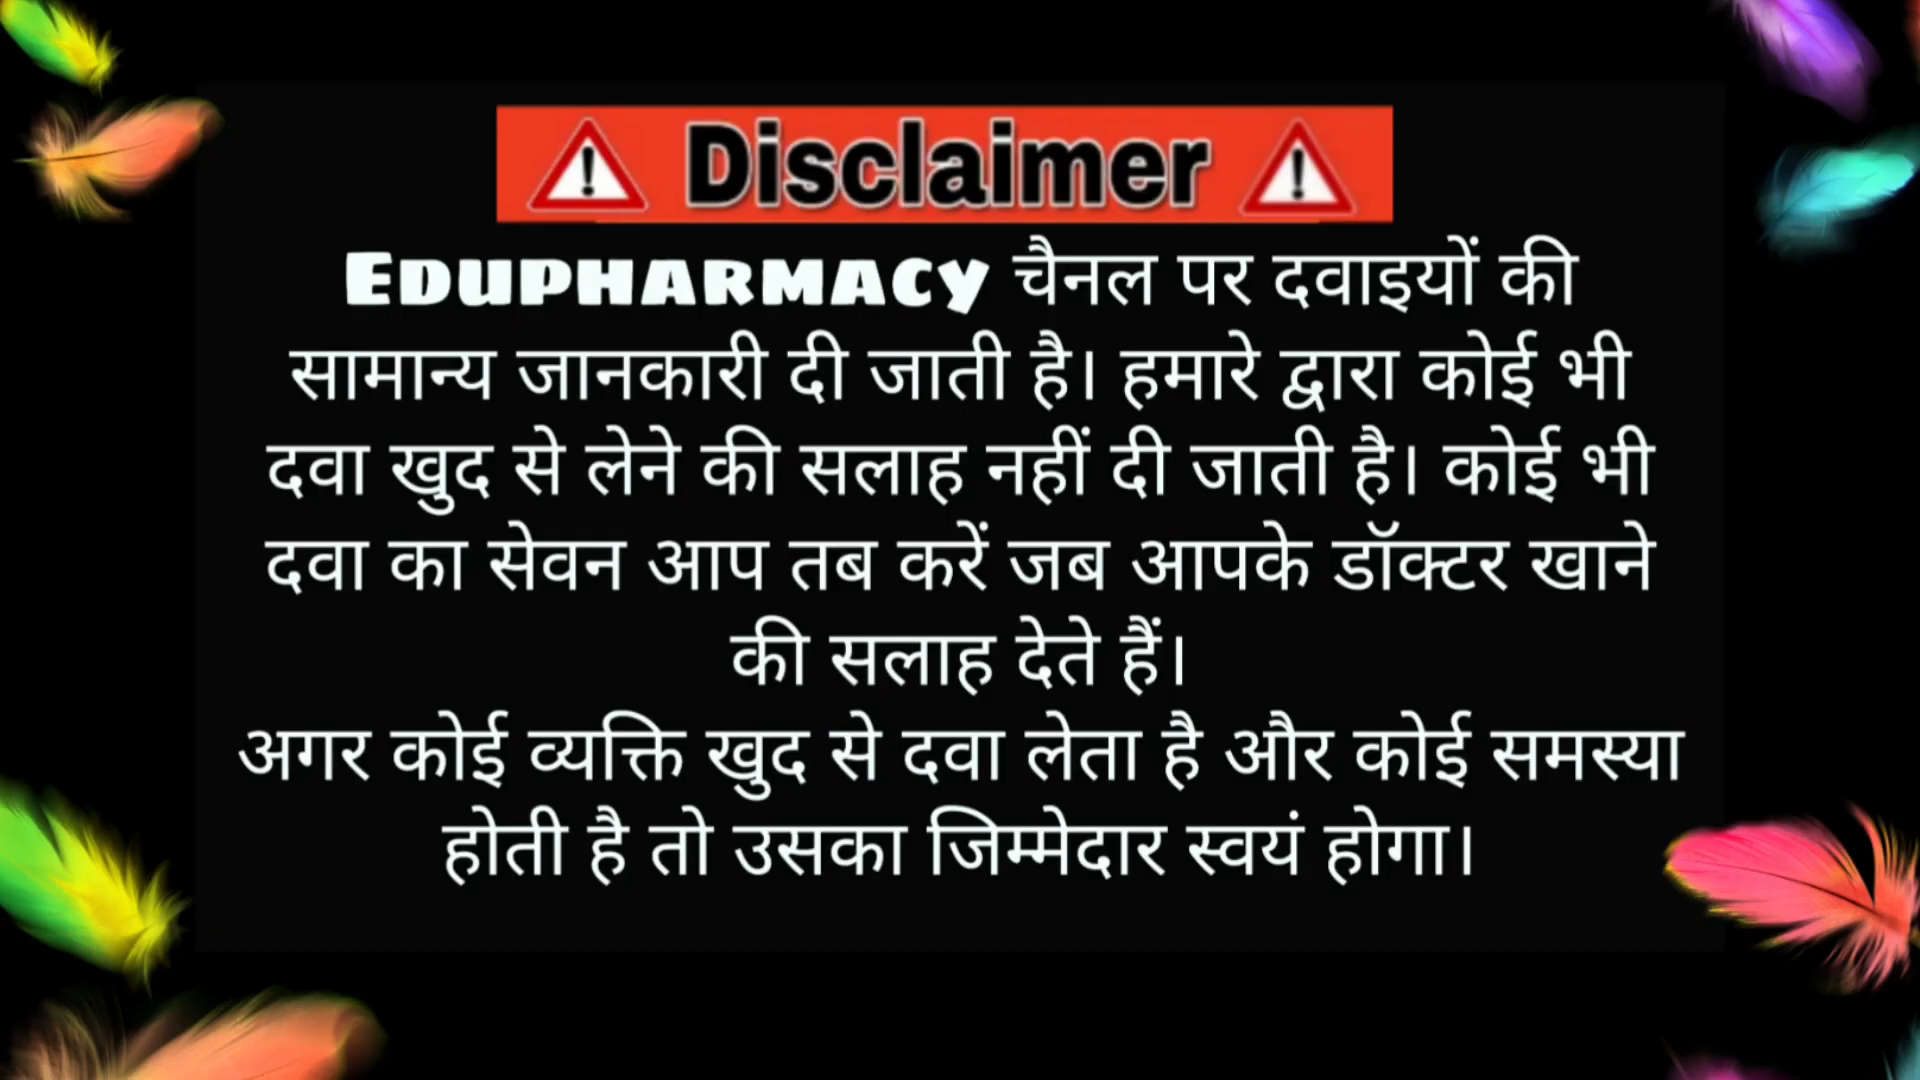 Disclaimer
EDUPHARMACY चैनल पर दवाइयों की
सामान्य जानकारी दी जाती है। हमारे द्वारा कोई भी
दवा खुद से लेने की सलाह नहीं दी जाती है। कोई भी
दवा का सेवन आप तब करें जब आपके डॉक्टर खाने
की सलाह देते हैं।
अगर कोई व्यक्ति खुद से दवा लेता है और कोई समस्या
होती है तो उसका जिम्मेदार स्वयं होगा।